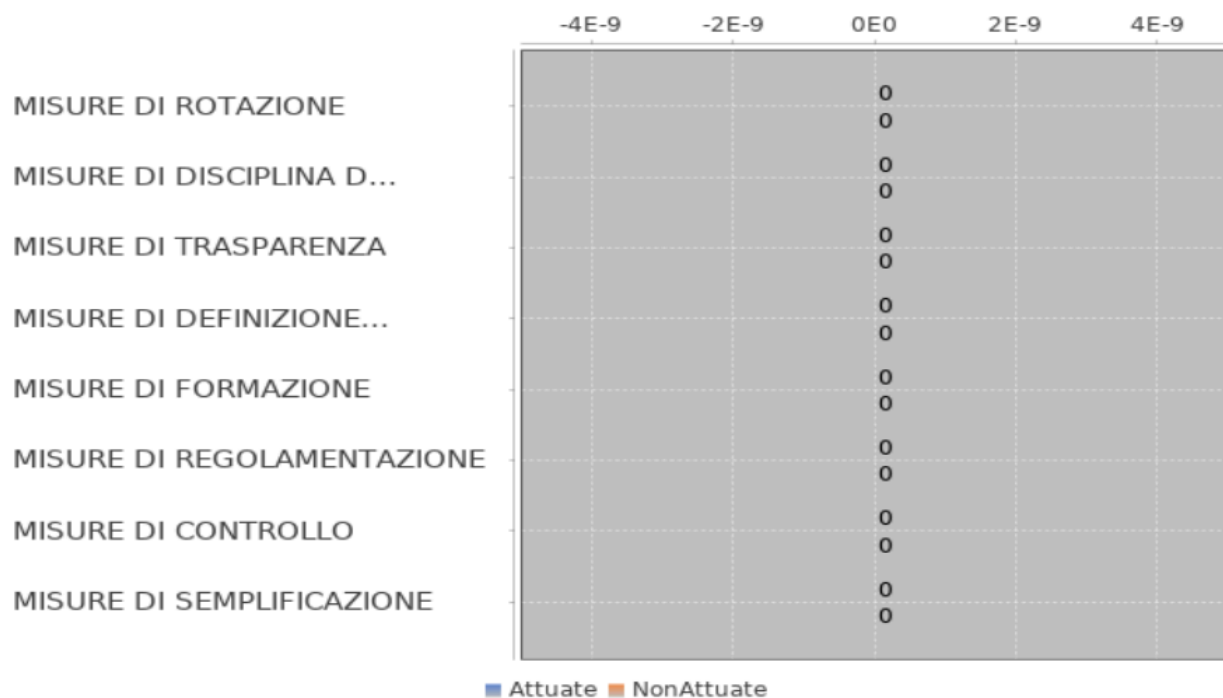 -4E-9 -2E-9 0E0 2E-9 4E-9
MISURE DI ROTAZIONE 0
0
MISURE DI DISCIPLINA D... 0
0
MISURE DI TRASPARENZA 0
0
MISURE DI DEFINIZIONE... 0
0
MISURE DI FORMAZIONE 0
0
MISURE DI REGOLAMENTAZIONE 0
0
MISURE DI CONTROLLO 0
0
MISURE DI SEMPLIFICAZIONE 0
0
Attuate NonAttuate